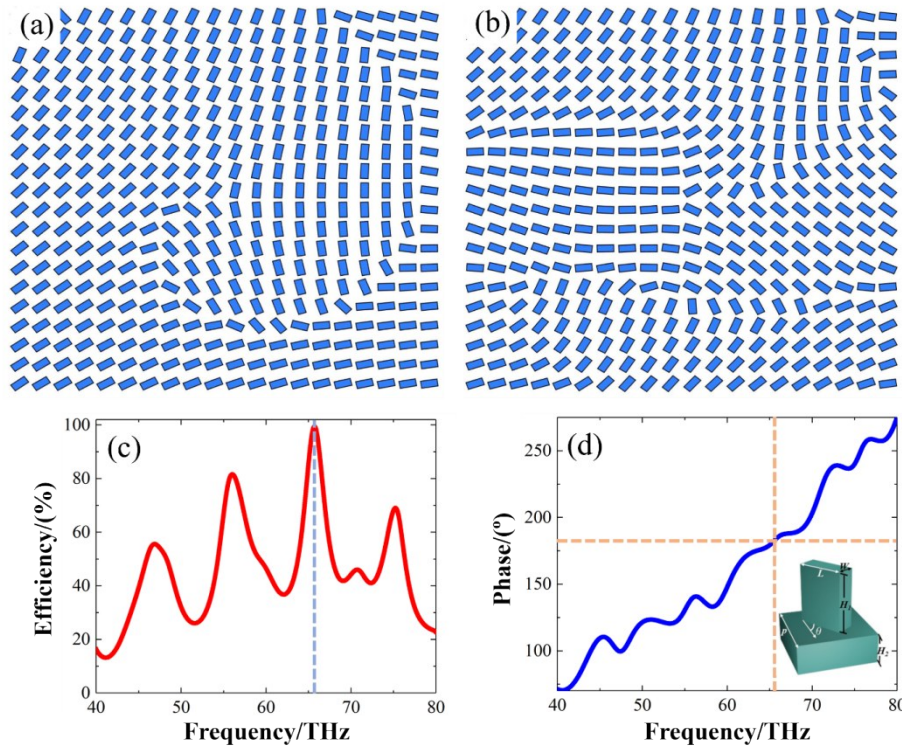 (a)
(b)
(c)
100
80
60
40
20
0
Efficiency/(%)
40 50 60 70 80
Frequency/THz
(d)
250
200
150
100
Phase/(º)
40 50 60 70 80
Frequency/THz
L
W
P
θ
H₂